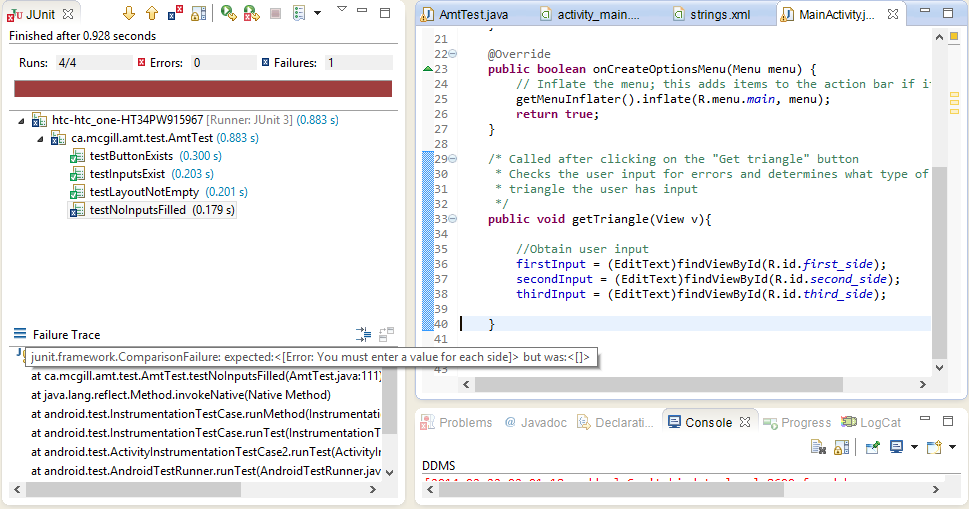 JUnit
JUnit
Finished after 0.928 seconds
Runs: 4/4 Errors: 0 Failures: 1
htc-htc_one-HT34PW915967 [Runner: JUnit 3] (0.883 s)
ca.mcgill.amt.test.AmtTest (0.883 s)
testButtonExists (0.300 s)
testInputsExist (0.203 s)
testLayoutNotEmpty (0.201 s)
testNoInputsFilled (0.179 s)
Failure Trace
junit.framework.ComparisonFailure: expected:<[Error: You must enter a value for each side]> but was:<[]>
at ca.mcgill.amt.test.AmtTest.testNoInputsFilled(AmtTest.java:111)
at java.lang.reflect.Method.invokeNative(Native Method)
at android.test.InstrumentationTestCase.runMethod(Instrumentatio
at android.test.InstrumentationTestCase.runTest(InstrumentationT
at android.test.ActivityInstrumentationTestCase2.runTest(ActivityI
at android.test.AndroidTestRunner.runTest(AndroidTestRunner.jav
AmtTest.java activity_main.... strings.xml MainActivity.j...
21 }
22 @Override
23 public boolean onCreateOptionsMenu(Menu menu) {
24 // Inflate the menu; this adds items to the action bar if i
25 getMenuInflater().inflate(R.menu.main, menu);
26 return true;
27 }
28
29 /* Called after clicking on the "Get triangle" button
30 * Checks the user input for errors and determines what type of
31 * triangle the user has input
32 */
33 public void getTriangle(View v){
34
35 //Obtain user input
36 firstInput = (EditText)findViewById(R.id.first_side);
37 secondInput = (EditText)findViewById(R.id.second_side);
38 thirdInput = (EditText)findViewById(R.id.third_side);
39
40 }
41
43
Problems @ Javadoc Declarati... Console Progress LogCat
DDMS